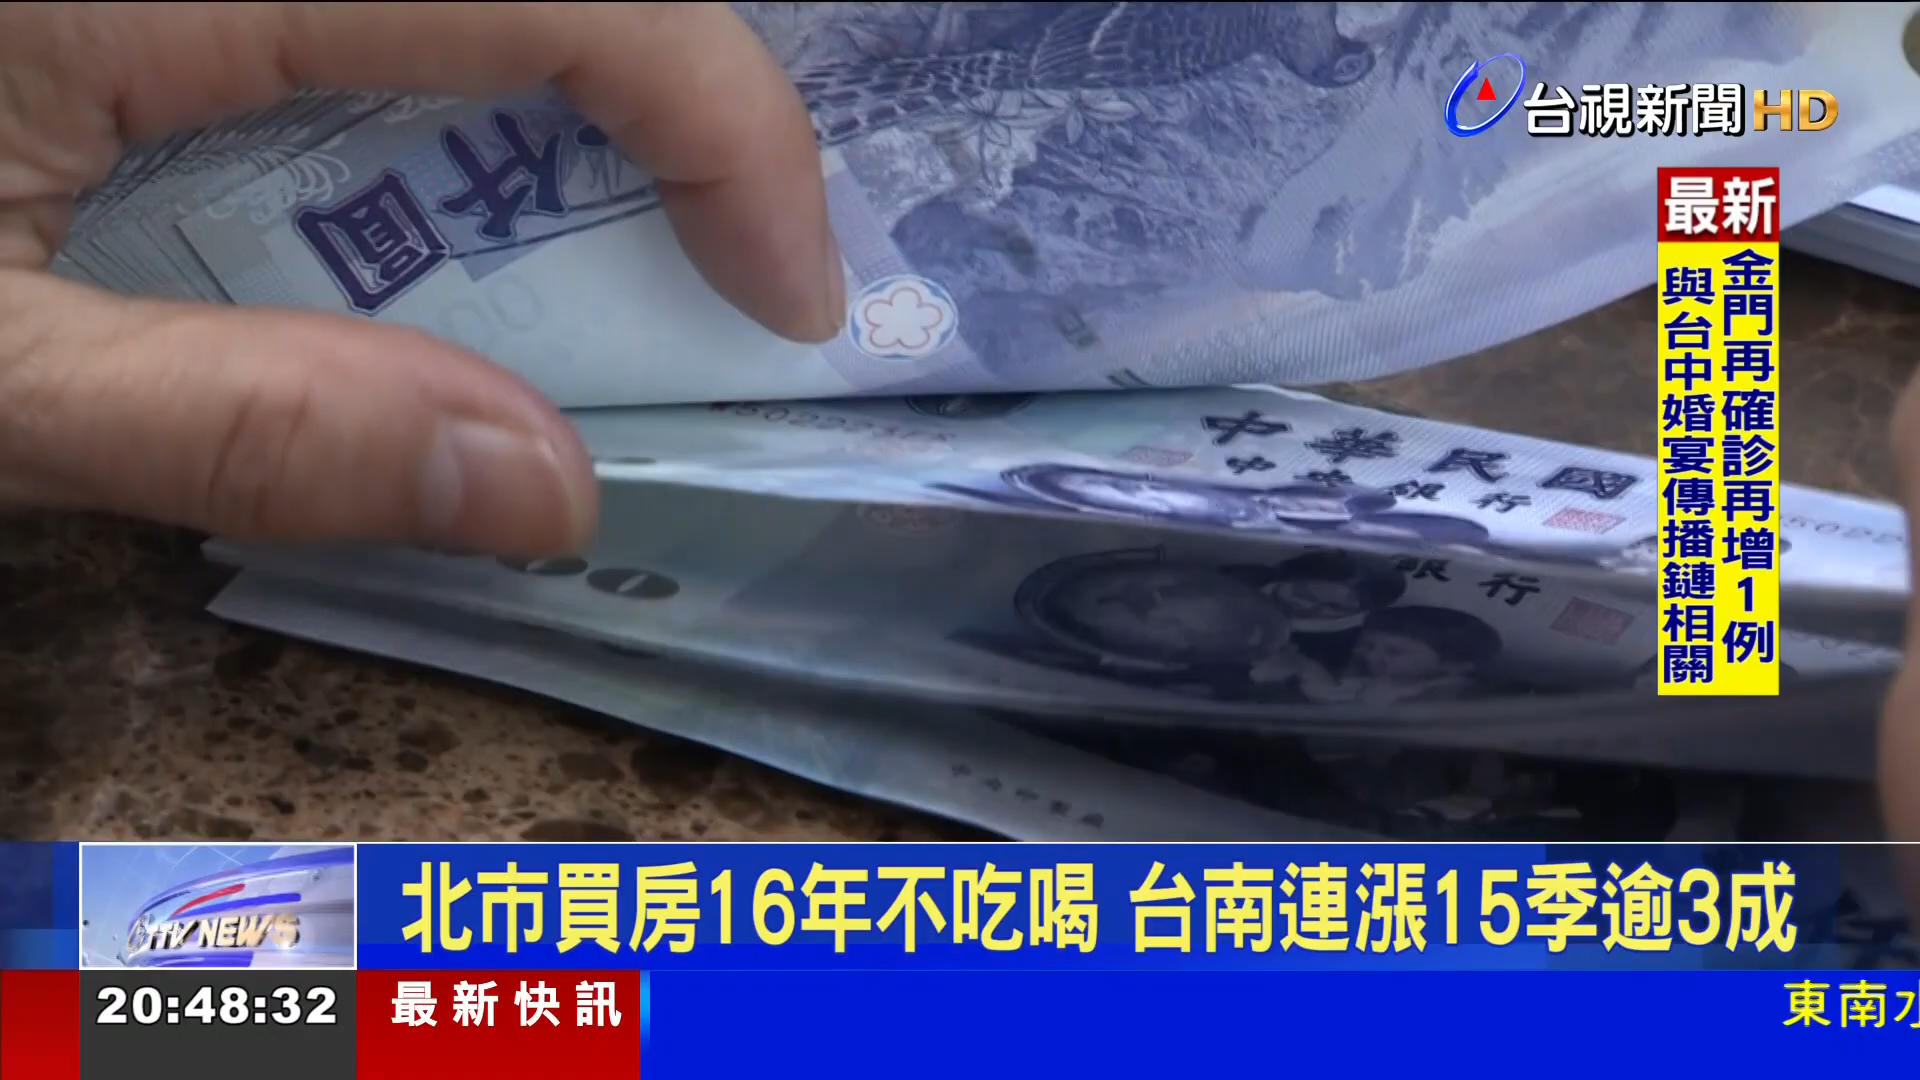 台視新聞HD
最新
金門再確診再增1例
與台中婚宴傳播鏈相關
仟圓
中華民國
中央銀行
銀行
北市買房16年不吃喝 台南連漲15季逾3成
TTV NEWS
20:48:32
最新快訊
東南